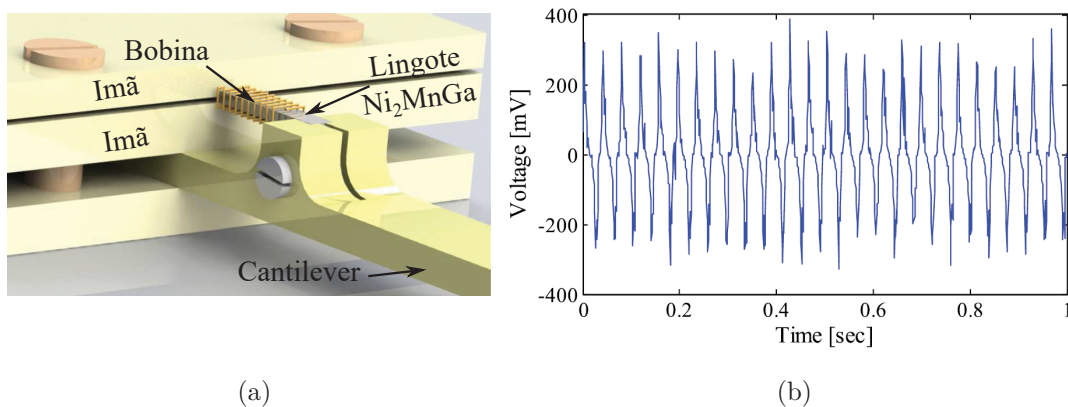 Bobina
Imã
Lingote
Ni₂MnGa
Imã
Cantilever
(a)
400
200
0
-200
-400
Voltage [mV]
0
0.2
0.4
0.6
0.8
1
Time [sec]
(b)